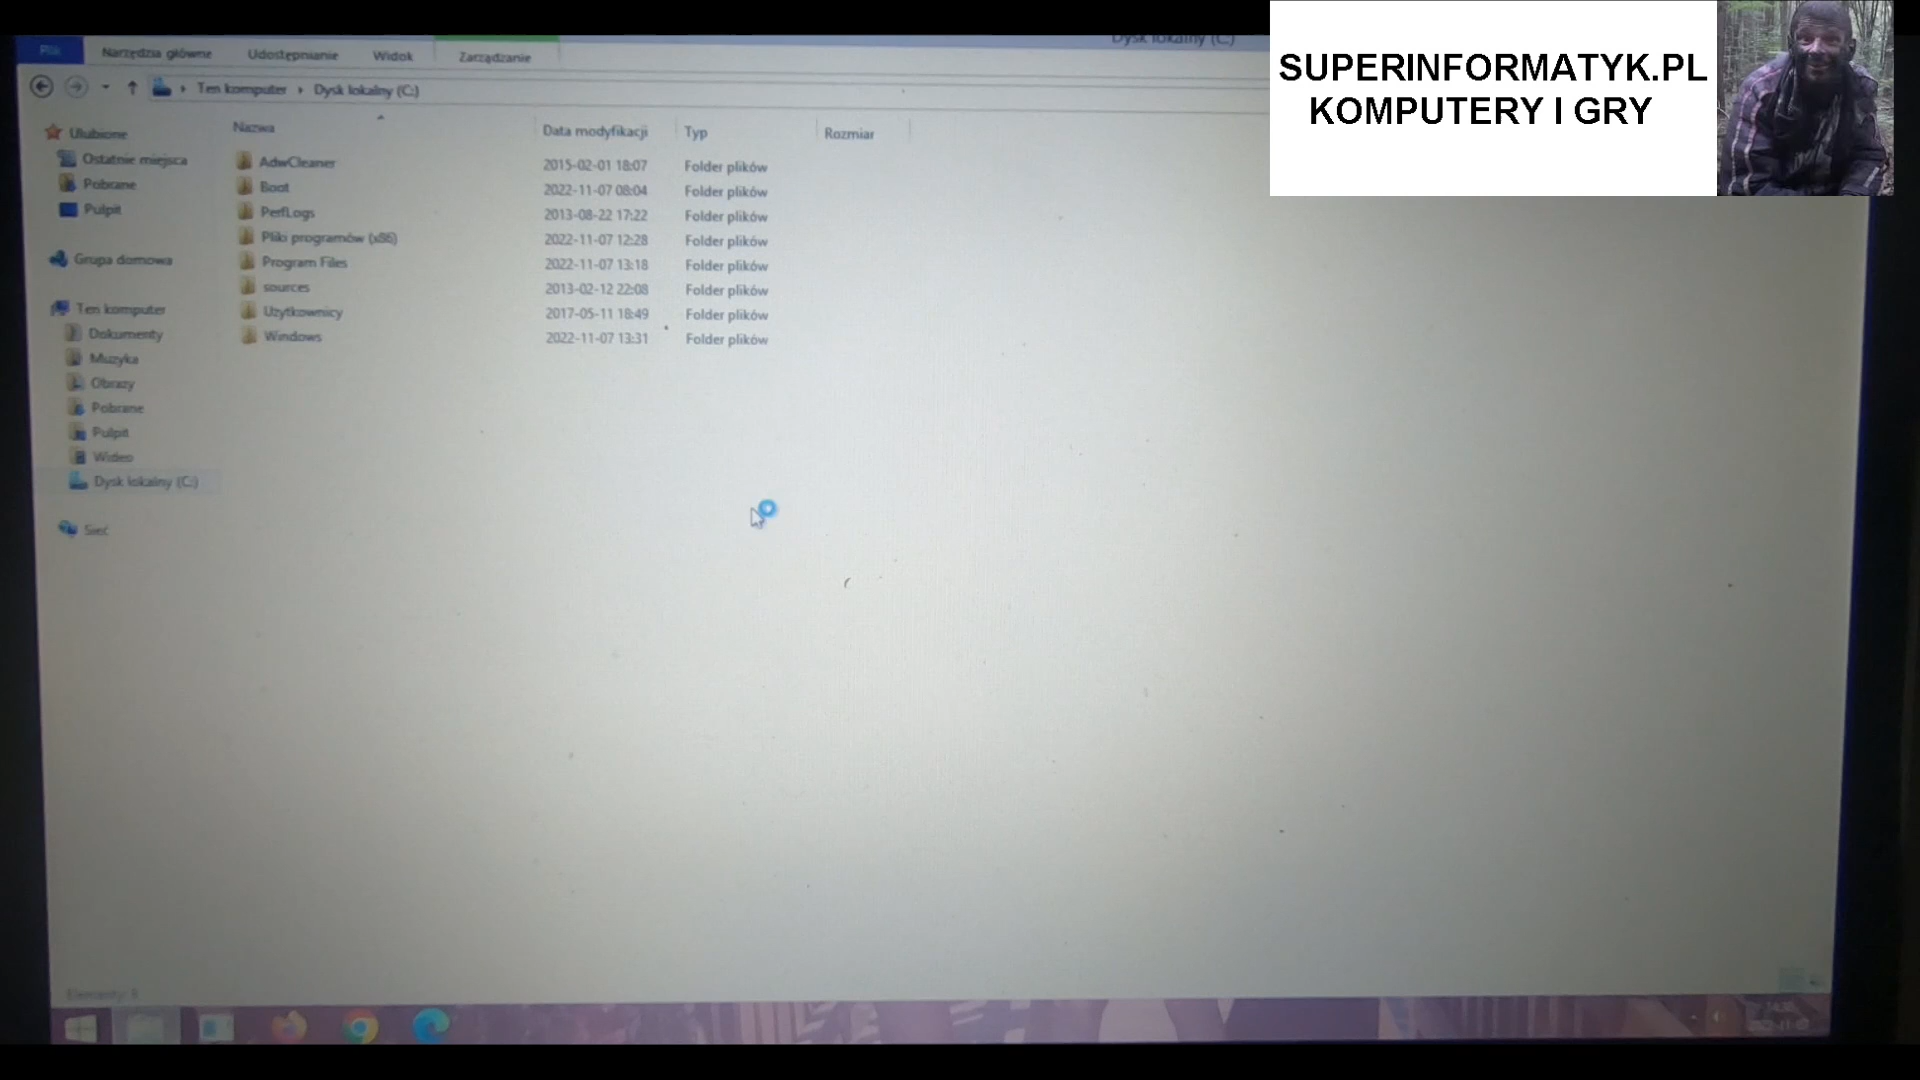 Dysk lokalny (C:)
SUPERINFORMATYK.PL
KOMPUTERY I GRY
Plik
Narzędzia główne
Udostępnianie
Widok
Zarządzanie
Ten komputer
Dysk lokalny (C:)
Nazwa
Data modyfikacji
Typ
Rozmiar
Ulubione
Ostatnie miejsca
Pobrane
Pulpit
Grupa domowa
Ten komputer
Dokumenty
Muzyka
Obrazy
Pobrane
Pulpit
Wideo
Dysk lokalny (C:)
Sieć
AdwCleaner 2015-02-01 18:07 Folder plików
Boot 2022-11-07 08:04 Folder plików
PerfLogs 2013-08-22 17:22 Folder plików
Pliki programów (x86) 2022-11-07 12:28 Folder plików
Program Files 2022-11-07 13:18 Folder plików
sources 2013-02-12 22:08 Folder plików
Użytkownicy 2017-05-11 18:49 Folder plików
Windows 2022-11-07 13:31 Folder plików
Elementy: 8